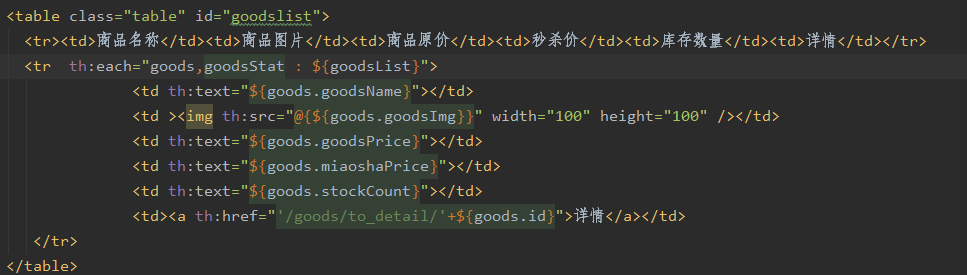 <table class="table" id="goodslist">
<tr><td>商品名称</td><td>商品图片</td><td>商品原价</td><td>秒杀价</td><td>库存数量</td><td>详情</td></tr>
<tr  th:each="goods,goodsStat : ${goodsList}">
<td th:text="${goods.goodsName}"></td>
<td ><img th:src="@{${goods.goodsImg}}" width="100" height="100" /></td>
<td th:text="${goods.goodsPrice}"></td>
<td th:text="${goods.miaoshaPrice}"></td>
<td th:text="${goods.stockCount}"></td>
<td><a th:href="'/goods/to_detail/'+${goods.id}">详情</a></td>
</tr>
</table>